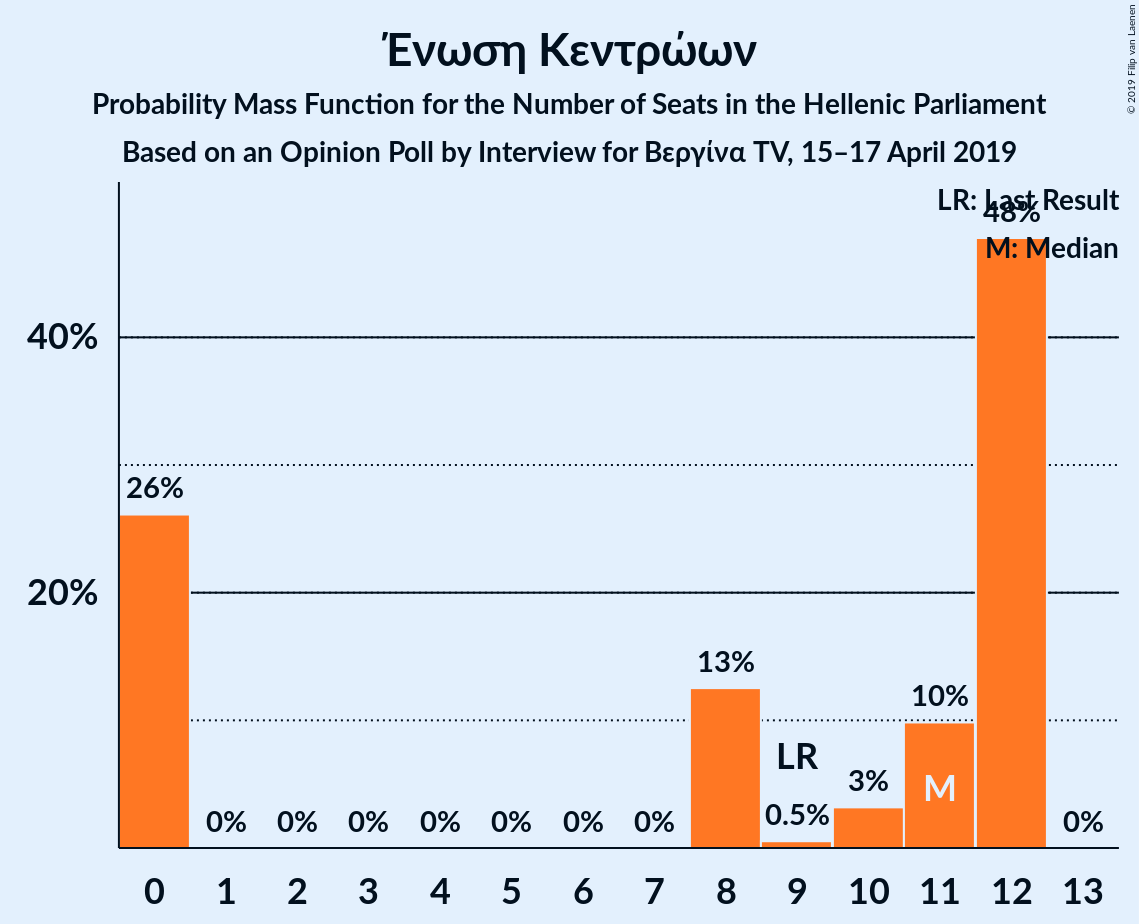 Ένωση Κεντρώων
Probability Mass Function for the Number of Seats in the Hellenic Parliament
Based on an Opinion Poll by Interview for Βεργίνα TV, 15–17 April 2019
© 2019 Filip van Laenen
LR: Last Result
48%
M: Median
40%
26%
20%
13%
10%
LR
3%
M
0.5%
0% 0% 0% 0% 0% 0% 0% 0%
0 1 2 3 4 5 6 7 8 9 10 11 12 13